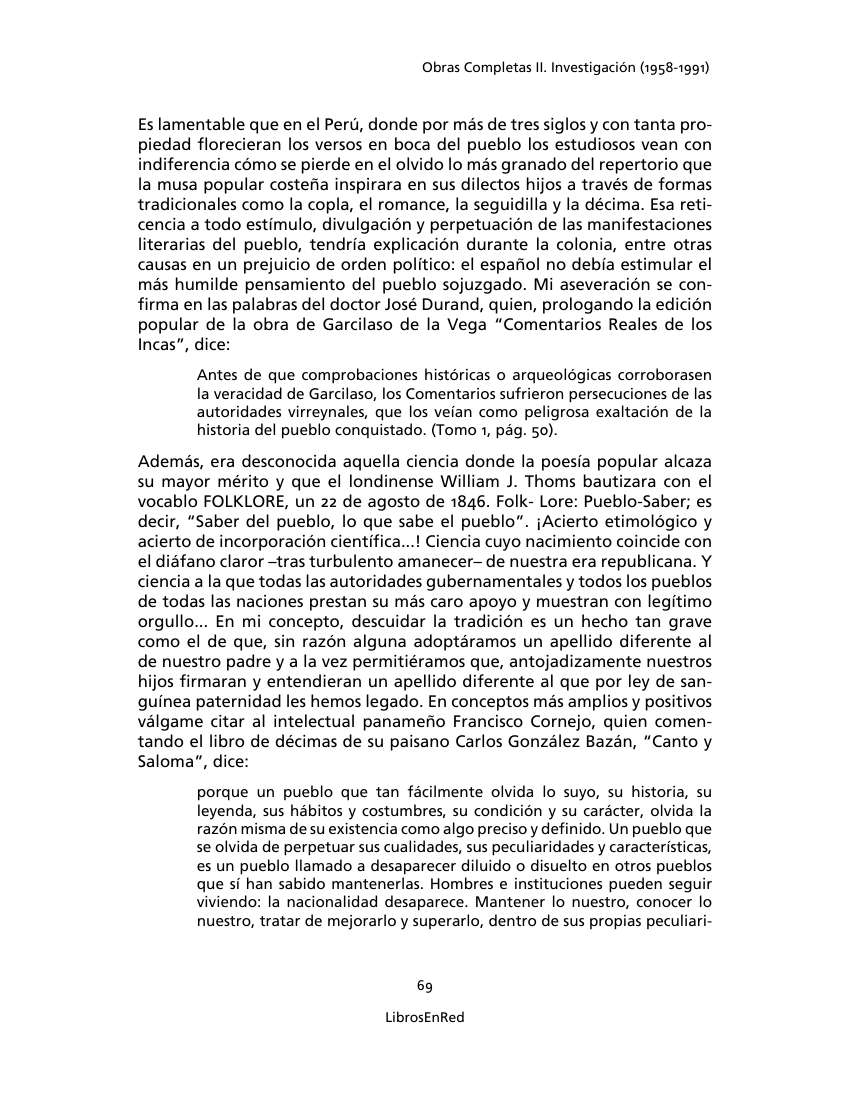 Obras Completas II. Investigación (1958-1991)
Es lamentable que en el Perú, donde por más de tres siglos y con tanta pro-
piedad florecieran los versos en boca del pueblo los estudiosos vean con
indiferencia cómo se pierde en el olvido lo más granado del repertorio que
la musa popular costeña inspirara en sus dilectos hijos a través de formas
tradicionales como la copla, el romance, la seguidilla y la décima. Esa reti-
cencia a todo estímulo, divulgación y perpetuación de las manifestaciones
literarias del pueblo, tendría explicación durante la colonia, entre otras
causas en un prejuicio de orden político: el español no debía estimular el
más humilde pensamiento del pueblo sojuzgado. Mi aseveración se con-
firma en las palabras del doctor José Durand, quien, prologando la edición
popular de la obra de Garcilaso de la Vega “Comentarios Reales de los
Incas”, dice:
Antes de que comprobaciones históricas o arqueológicas corroborasen
la veracidad de Garcilaso, los Comentarios sufrieron persecuciones de las
autoridades virreynales, que los veían como peligrosa exaltación de la
historia del pueblo conquistado. (Tomo 1, pág. 50).
Además, era desconocida aquella ciencia donde la poesía popular alcaza
su mayor mérito y que el londinense William J. Thoms bautizara con el
vocablo FOLKLORE, un 22 de agosto de 1846. Folk- Lore: Pueblo-Saber; es
decir, “Saber del pueblo, lo que sabe el pueblo”. ¡Acierto etimológico y
acierto de incorporación científica...! Ciencia cuyo nacimiento coincide con
el diáfano claror –tras turbulento amanecer– de nuestra era republicana. Y
ciencia a la que todas las autoridades gubernamentales y todos los pueblos
de todas las naciones prestan su más caro apoyo y muestran con legítimo
orgullo... En mi concepto, descuidar la tradición es un hecho tan grave
como el de que, sin razón alguna adoptáramos un apellido diferente al
de nuestro padre y a la vez permitiéramos que, antojadizamente nuestros
hijos firmaran y entendieran un apellido diferente al que por ley de san-
guínea paternidad les hemos legado. En conceptos más amplios y positivos
válgame citar al intelectual panameño Francisco Cornejo, quien comen-
tando el libro de décimas de su paisano Carlos González Bazán, “Canto y
Saloma”, dice:
porque un pueblo que tan fácilmente olvida lo suyo, su historia, su
leyenda, sus hábitos y costumbres, su condición y su carácter, olvida la
razón misma de su existencia como algo preciso y definido. Un pueblo que
se olvida de perpetuar sus cualidades, sus peculiaridades y características,
es un pueblo llamado a desaparecer diluido o disuelto en otros pueblos
que sí han sabido mantenerlas. Hombres e instituciones pueden seguir
viviendo: la nacionalidad desaparece. Mantener lo nuestro, conocer lo
nuestro, tratar de mejorarlo y superarlo, dentro de sus propias peculiari-
69
LibrosEnRed